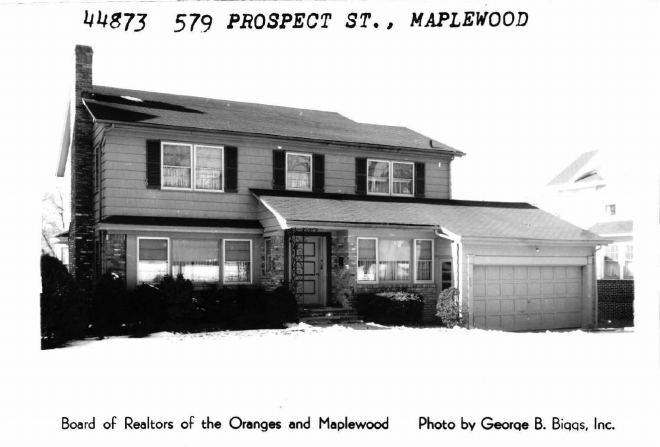 44873 579 PROSPECT ST., MAPLEWOOD
Board of Realtors of the Oranges and Maplewood Photo by George B. Biggs, Inc.